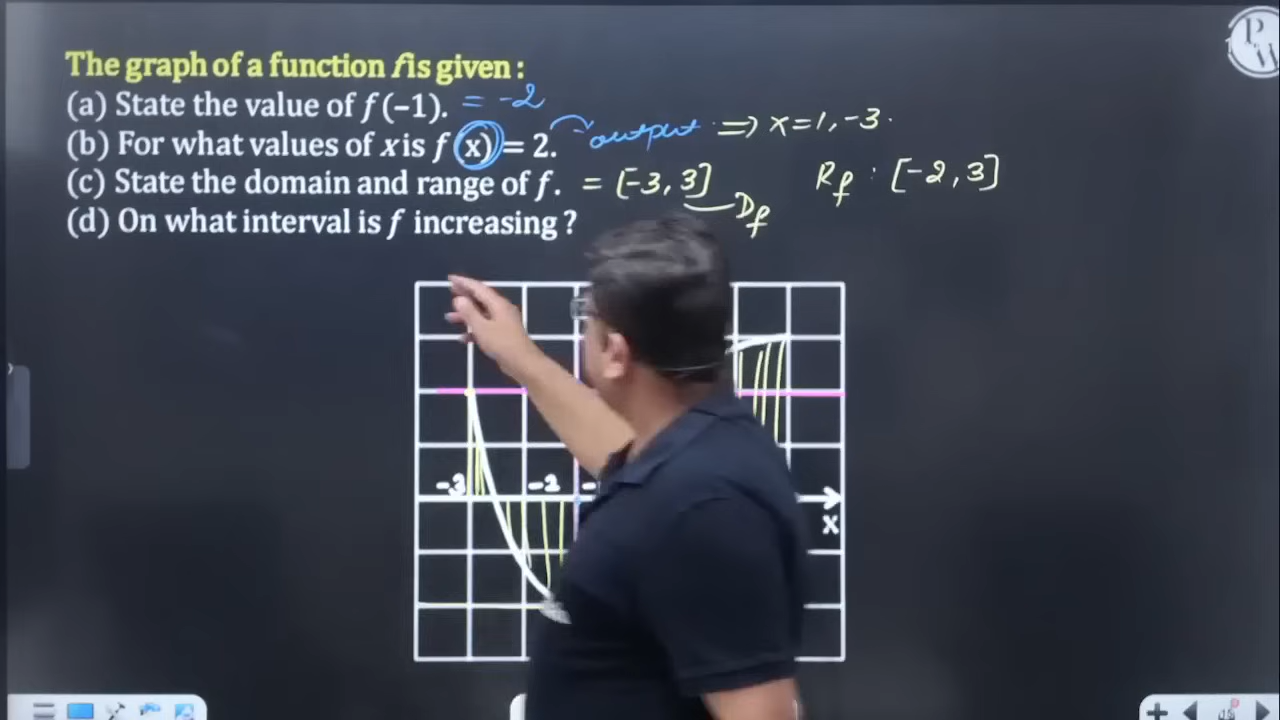 The graph of a function f is given :
(a) State the value of f(-1). = -2
(b) For what values of x is f(x) = 2. output ⇒ x=1, -3.
(c) State the domain and range of f. = [-3, 3] Rf : [-2, 3]
Df
(d) On what interval is f increasing ?
-3 -2 -
X
P
W